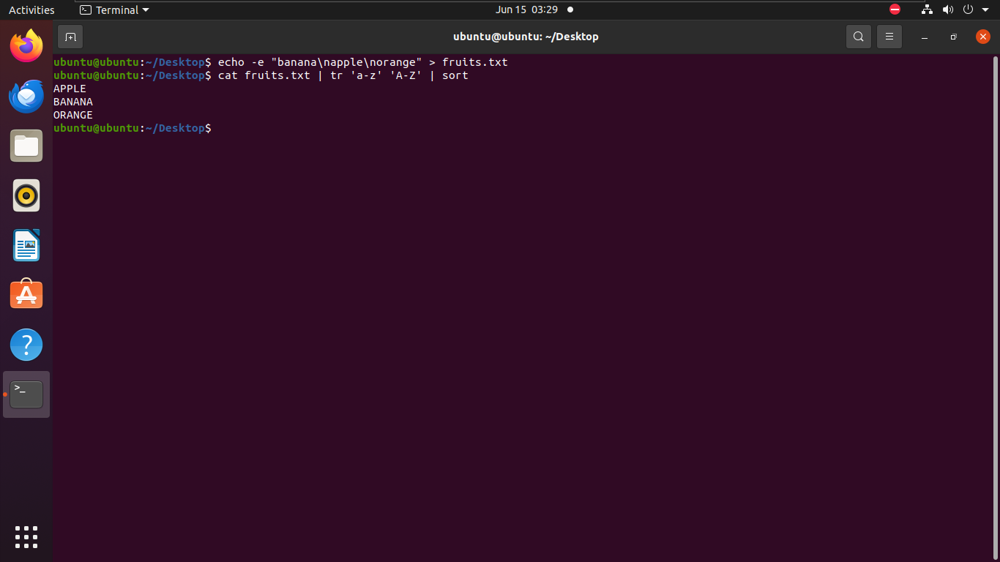 Activities
Terminal
Jun 15 03:29
ubuntu@ubuntu: ~/Desktop
ubuntu@ubuntu:~/Desktop$ echo -e "banana\napple\norange" > fruits.txt
ubuntu@ubuntu:~/Desktop$ cat fruits.txt | tr 'a-z' 'A-Z' | sort
APPLE
BANANA
ORANGE
ubuntu@ubuntu:~/Desktop$